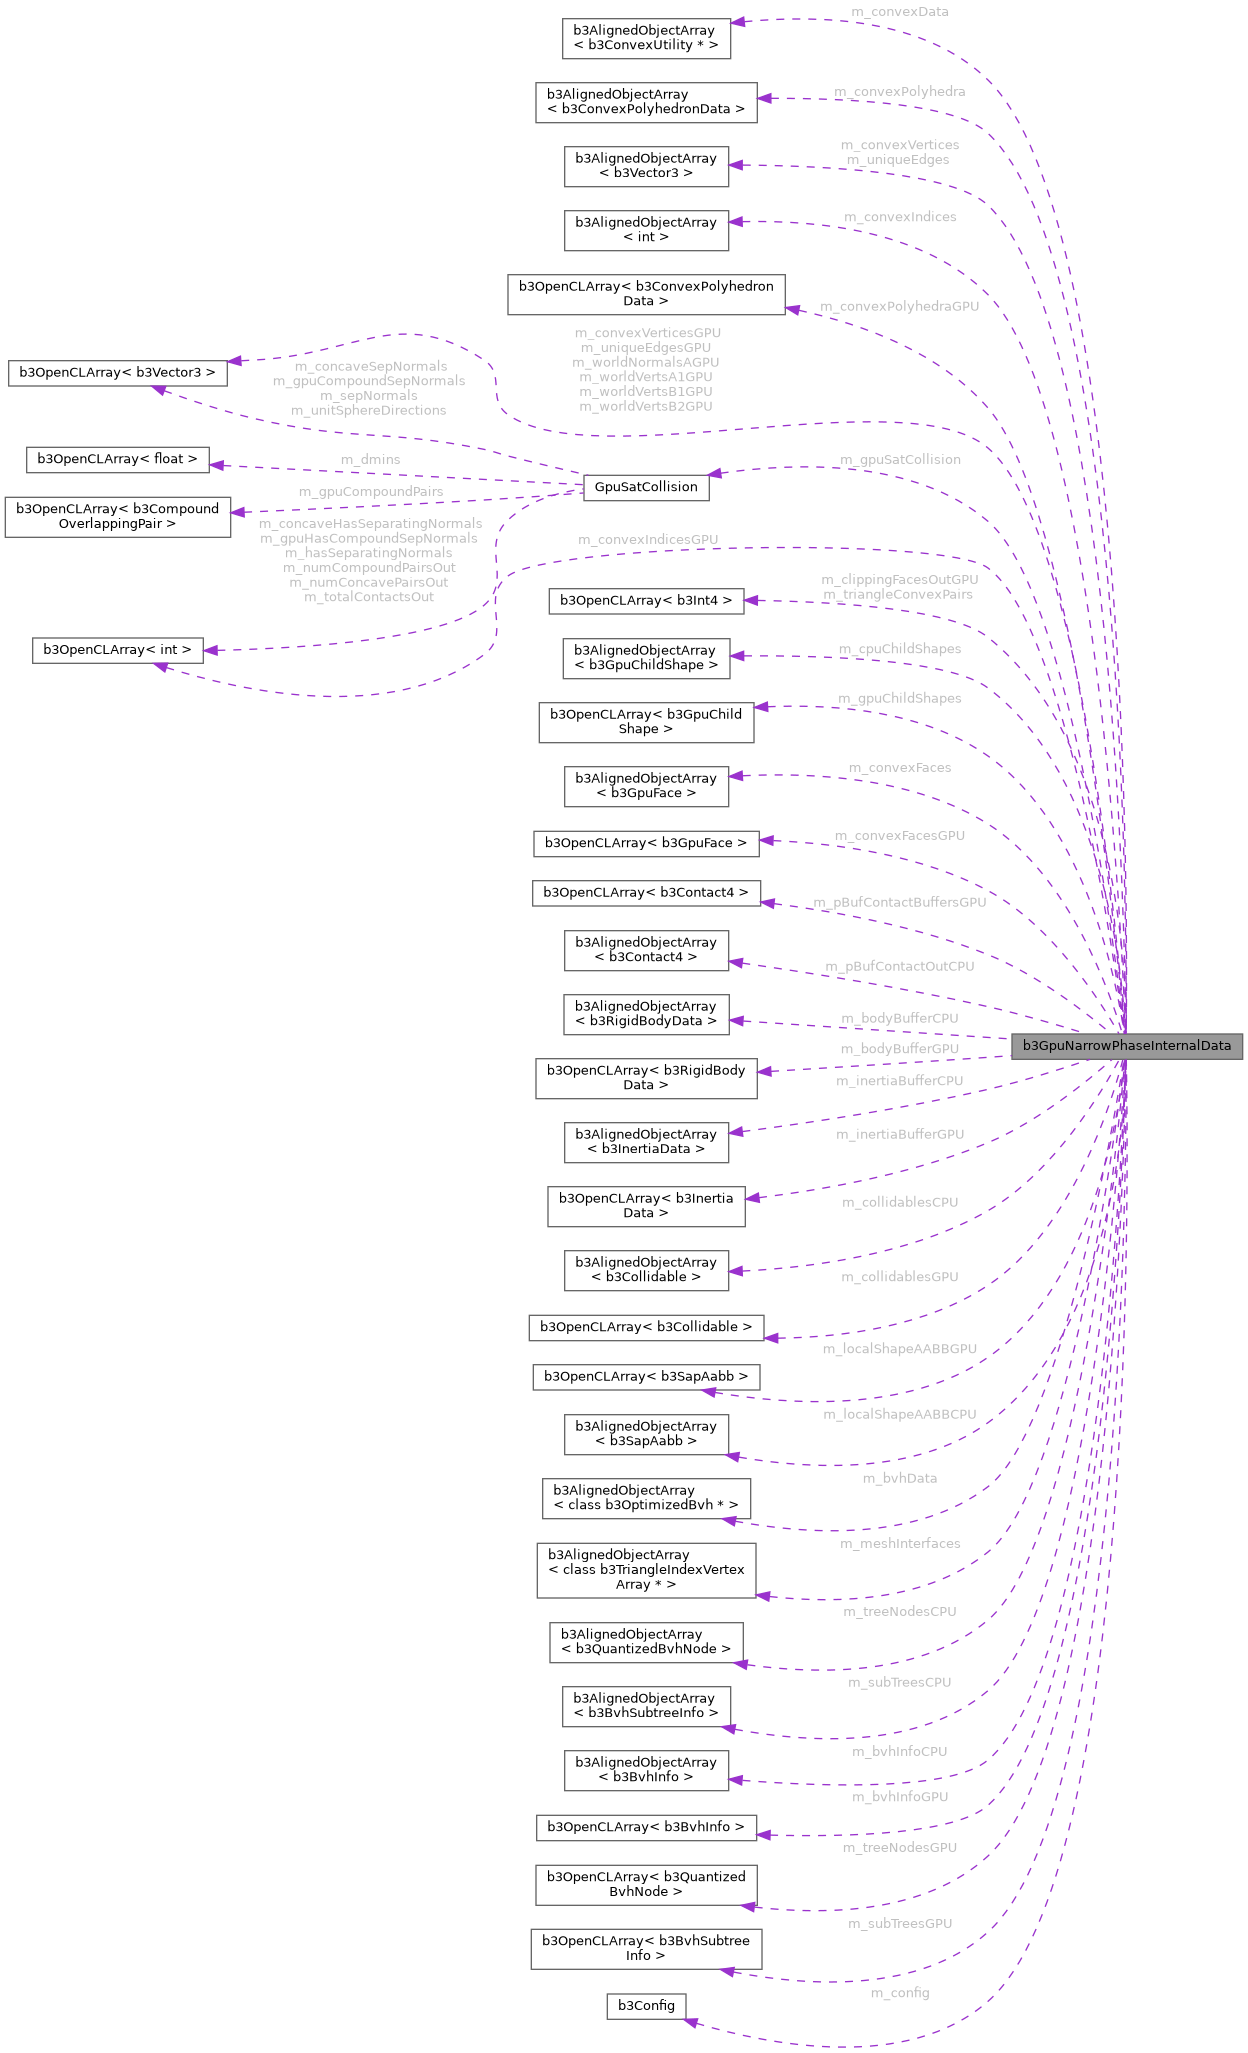 m_convexData
b3AlignedObjectArray
< b3ConvexUtility * >
m_convexPolyhedra
b3AlignedObjectArray
< b3ConvexPolyhedronData >
m_convexVertices
m_uniqueEdges
b3AlignedObjectArray
< b3Vector3 >
m_convexIndices
b3AlignedObjectArray
< int >
b3OpenCLArray< b3ConvexPolyhedron
Data >
m_convexPolyhedraGPU
m_convexVerticesGPU
m_uniqueEdgesGPU
m_worldNormalsAGPU
m_worldVertsA1GPU
m_worldVertsB1GPU
m_worldVertsB2GPU
b3OpenCLArray< b3Vector3 >
m_concaveSepNormals
m_gpuCompoundSepNormals
m_sepNormals
m_unitSphereDirections
b3OpenCLArray< float >
m_dmins
m_gpuSatCollision
GpuSatCollision
m_gpuCompoundPairs
b3OpenCLArray< b3Compound
OverlappingPair >
m_concaveHasSeparatingNormals
m_gpuHasCompoundSepNormals
m_hasSeparatingNormals
m_numCompoundPairsOut
m_numConcavePairsOut
m_totalContactsOut
m_convexIndicesGPU
b3OpenCLArray< int >
m_clippingFacesOutGPU
m_triangleConvexPairs
b3OpenCLArray< b3Int4 >
m_cpuChildShapes
b3AlignedObjectArray
< b3GpuChildShape >
m_gpuChildShapes
b3OpenCLArray< b3GpuChild
Shape >
m_convexFaces
b3AlignedObjectArray
< b3GpuFace >
m_convexFacesGPU
b3OpenCLArray< b3GpuFace >
b3OpenCLArray< b3Contact4 >
m_pBufContactBuffersGPU
b3AlignedObjectArray
< b3Contact4 >
m_pBufContactOutCPU
b3AlignedObjectArray
< b3RigidBodyData >
m_bodyBufferCPU
b3GpuNarrowPhaseInternalData
m_bodyBufferGPU
b3OpenCLArray< b3RigidBody
Data >
m_inertiaBufferCPU
b3AlignedObjectArray
< b3InertiaData >
m_inertiaBufferGPU
b3OpenCLArray< b3Inertia
Data >
m_collidablesCPU
b3AlignedObjectArray
< b3Collidable >
m_collidablesGPU
b3OpenCLArray< b3Collidable >
m_localShapeAABBGPU
b3OpenCLArray< b3SapAabb >
m_localShapeAABBCPU
b3AlignedObjectArray
< b3SapAabb >
m_bvhData
b3AlignedObjectArray
< class b3OptimizedBvh * >
m_meshInterfaces
b3AlignedObjectArray
< class b3TriangleIndexVertex
Array * >
m_treeNodesCPU
b3AlignedObjectArray
< b3QuantizedBvhNode >
m_subTreesCPU
b3AlignedObjectArray
< b3BvhSubtreeInfo >
m_bvhInfoCPU
b3AlignedObjectArray
< b3BvhInfo >
m_bvhInfoGPU
b3OpenCLArray< b3BvhInfo >
m_treeNodesGPU
b3OpenCLArray< b3Quantized
BvhNode >
m_subTreesGPU
b3OpenCLArray< b3BvhSubtree
Info >
m_config
b3Config